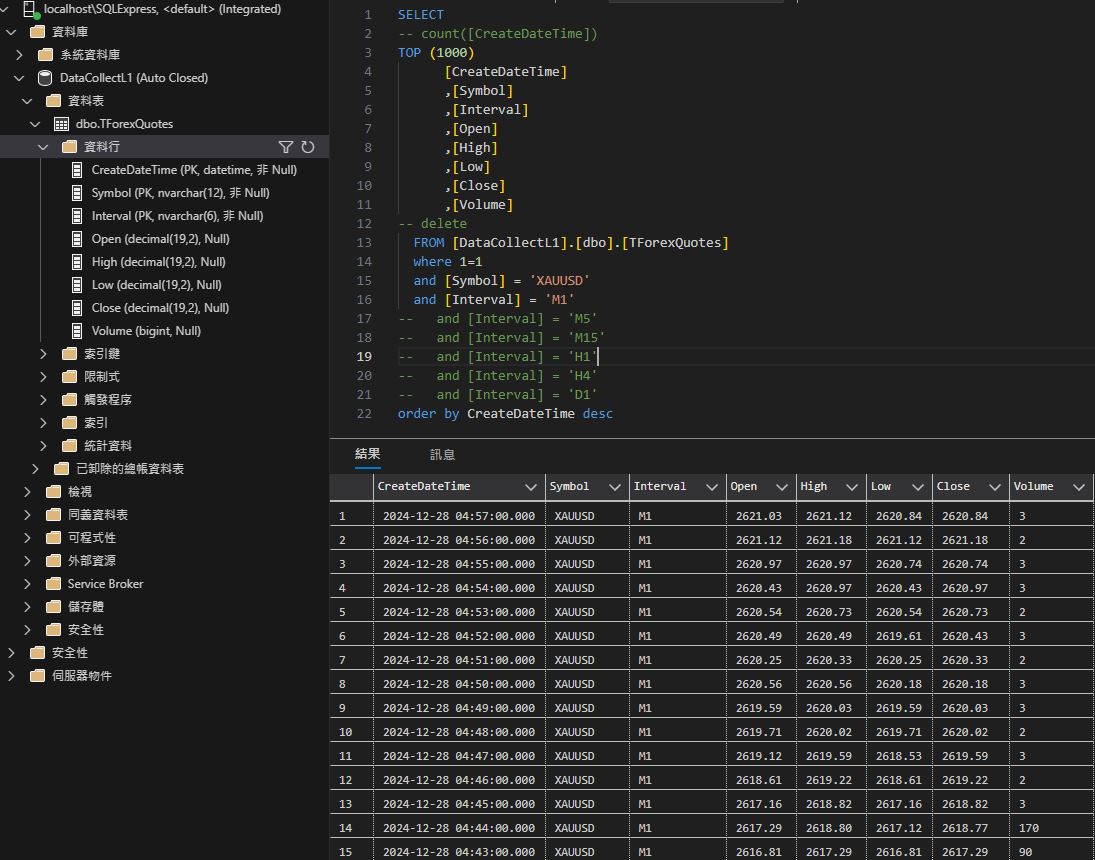 localhost\SQLExpress, <default> (Integrated)
資料庫
系統資料庫
DataCollectL1 (Auto Closed)
資料表
dbo.TForexQuotes
資料行
CreateDateTime (PK, datetime, 非 Null)
Symbol (PK, nvarchar(12), 非 Null)
Interval (PK, nvarchar(6), 非 Null)
Open (decimal(19,2), Null)
High (decimal(19,2), Null)
Low (decimal(19,2), Null)
Close (decimal(19,2), Null)
Volume (bigint, Null)
索引鍵
限制式
觸發程序
索引
統計資料
已卸除的總帳資料表
檢視
同義資料表
可程式性
外部資源
Service Broker
儲存體
安全性
安全性
伺服器物件
1 SELECT
2 -- count([CreateDateTime])
3 TOP (1000)
4 [CreateDateTime]
5 ,[Symbol]
6 ,[Interval]
7 ,[Open]
8 ,[High]
9 ,[Low]
10 ,[Close]
11 ,[Volume]
12 -- delete
13 FROM [DataCollectL1].[dbo].[TForexQuotes]
14 where 1=1
15 and [Symbol] = 'XAUUSD'
16 and [Interval] = 'M1'
17 -- and [Interval] = 'M5'
18 -- and [Interval] = 'M15'
19 -- and [Interval] = 'H1'
20 -- and [Interval] = 'H4'
21 -- and [Interval] = 'D1'
22 order by CreateDateTime desc
結果 訊息
CreateDateTime Symbol Interval Open High Low Close Volume
1 2024-12-28 04:57:00.000 XAUUSD M1 2621.03 2621.12 2620.84 2620.84 3
2 2024-12-28 04:56:00.000 XAUUSD M1 2621.12 2621.18 2621.12 2621.18 2
3 2024-12-28 04:55:00.000 XAUUSD M1 2620.97 2620.97 2620.74 2620.74 3
4 2024-12-28 04:54:00.000 XAUUSD M1 2620.43 2620.97 2620.43 2620.97 3
5 2024-12-28 04:53:00.000 XAUUSD M1 2620.54 2620.73 2620.54 2620.73 2
6 2024-12-28 04:52:00.000 XAUUSD M1 2620.49 2620.49 2619.61 2620.43 3
7 2024-12-28 04:51:00.000 XAUUSD M1 2620.25 2620.33 2620.25 2620.33 2
8 2024-12-28 04:50:00.000 XAUUSD M1 2620.56 2620.56 2620.18 2620.18 3
9 2024-12-28 04:49:00.000 XAUUSD M1 2619.59 2620.03 2619.59 2620.03 3
10 2024-12-28 04:48:00.000 XAUUSD M1 2619.71 2620.02 2619.71 2620.02 2
11 2024-12-28 04:47:00.000 XAUUSD M1 2619.12 2619.59 2618.53 2619.59 3
12 2024-12-28 04:46:00.000 XAUUSD M1 2618.61 2619.22 2618.61 2619.22 2
13 2024-12-28 04:45:00.000 XAUUSD M1 2617.16 2618.82 2617.16 2618.82 3
14 2024-12-28 04:44:00.000 XAUUSD M1 2617.29 2618.80 2617.12 2618.77 170
15 2024-12-28 04:43:00.000 XAUUSD M1 2616.81 2617.29 2616.81 2617.29 90